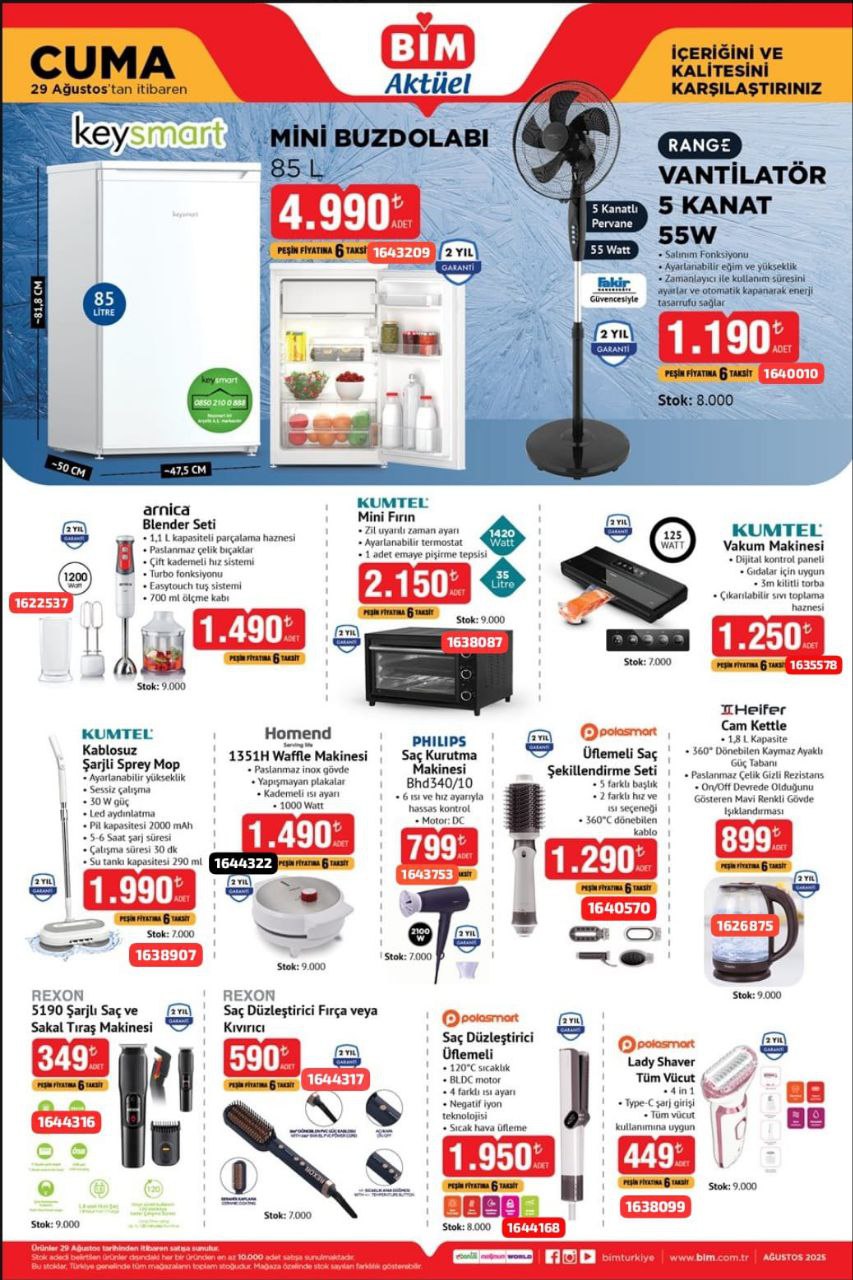 CUMA
29 Ağustos'tan itibaren
BİM
Aktüel
İÇERİĞİNİ VE
KALİTESİNİ
KARŞILAŞTIRINIZ
keysmart
MİNİ BUZDOLABI
85 L
4.990₺
ADET
PEŞİN FİYATINA 6 TAKSİT
1643209
2 YIL
GARANTİ
keysmart
~81,8 CM
85
LİTRE
keysmart
0850 210 0 888
~50 CM
~47,5 CM
RANGE
VANTİLATÖR
5 KANAT
55W
• Salınım Fonksiyonu
• Ayarlanabilir eğim ve yükseklik
• Zamanlayıcı ile kullanım süresini
ayarlar ve otomatik kapanarak enerji
tasarrufu sağlar
5 Kanatlı
Pervane
55 Watt
fakir
Güvencesiyle
2 YIL
GARANTİ
1.190₺
ADET
PEŞİN FİYATINA 6 TAKSİT
1640010
Stok: 8.000
arnica
Blender Seti
• 1,1 L kapasiteli parçalama haznesi
• Paslanmaz çelik bıçaklar
• Çift kademeli hız sistemi
• Turbo fonksiyonu
• Easytouch tuş sistemi
• 700 ml ölçme kabı
2 YIL
GARANTİ
1200
Watt
1622537
1.490₺
ADET
PEŞİN FİYATINA 6 TAKSİT
Stok: 9.000
KUMTEL
Mini Fırın
• Zil uyarılı zaman ayarı
• Ayarlanabilir termostat
• 1 adet emaye pişirme tepsisi
1420
Watt
35
Litre
2.150₺
ADET
PEŞİN FİYATINA 6 TAKSİT
Stok: 9.000
2 YIL
GARANTİ
1638087
2 YIL
GARANTİ
125
WATT
KUMTEL
Vakum Makinesi
• Dijital kontrol paneli
• Gıdalar için uygun
• 3m kilitli torba
• Çıkarılabilir sıvı toplama
haznesi
1.250₺
ADET
PEŞİN FİYATINA 6 TAKSİT
1635578
Stok: 7.000
KUMTEL
Kablosuz
Şarjlı Sprey Mop
• Ayarlanabilir yükseklik
• Sessiz çalışma
• 30 W güç
• Led aydınlatma
• Pil kapasitesi 2000 mAh
• 5-6 Saat şarj süresi
• Çalışma süresi 30 dk
• Su tankı kapasitesi 290 ml
2 YIL
GARANTİ
1.990₺
ADET
PEŞİN FİYATINA 6 TAKSİT
Stok: 7.000
1638907
Homend
Serving life
1351H Waffle Makinesi
• Paslanmaz inox gövde
• Yapışmayan plakalar
• Kademeli ısı ayarı
• 1000 Watt
1.490₺
ADET
1644322
PEŞİN FİYATINA 6 TAKSİT
2 YIL
GARANTİ
Stok: 9.000
PHILIPS
Saç Kurutma
Makinesi
Bhd340/10
• 6 ısı ve hız ayarıyla
hassas kontrol
• Motor: DC
799₺
ADET
1643753
TAKSİT
2100
W
2 YIL
GARANTİ
Stok: 7.000
polosmart
2 YIL
GARANTİ
Üflemeli Saç
Şekillendirme Seti
• 5 farklı başlık
• 2 farklı hız ve
ısı seçeneği
• 360°C dönebilen
kablo
1.290₺
ADET
PEŞİN FİYATINA 6 TAKSİT
1640570
Heifer
Cam Kettle
• 1,8 L Kapasite
• 360° Dönebilen Kaymaz Ayaklı
Güç Tabanı
• Paslanmaz Çelik Gizli Rezistans
• On/Off Devrede Olduğunu
Gösteren Mavi Renkli Gövde
Işıklandırması
899₺
ADET
PEŞİN FİYATINA 6 TAKSİT
2 YIL
GARANTİ
1626875
Stok: 9.000
REXON
5190 Şarjlı Saç ve
Sakal Tıraş Makinesi
2 YIL
GARANTİ
349₺
ADET
PEŞİN FİYATINA 6 TAKSİT
1644316
REXON
120
Stok: 9.000
REXON
Saç Düzleştirici Fırça veya
Kıvırıcı
590₺
ADET
PEŞİN FİYATINA 6 TAKSİT
2 YIL
GARANTİ
1644317
REXON
AÇ/KAPA
ON-OFF
SERAMİK KAPLAMA
CERAMIC COATING
Stok: 7.000
polosmart
2 YIL
GARANTİ
Saç Düzleştirici
Üflemeli
• 120°C sıcaklık
• BLDC motor
• 4 farklı ısı ayarı
• Negatif iyon
teknolojisi
• Sıcak hava üfleme
1.950₺
ADET
PEŞİN FİYATINA 6 TAKSİT
Stok: 8.000
1644168
polosmart
2 YIL
GARANTİ
Lady Shaver
Tüm Vücut
• 4 in 1
• Type-C şarj girişi
• Tüm vücut
kullanımına uygun
449₺
ADET
PEŞİN FİYATINA 6 TAKSİT
1638099
Stok: 9.000
Ürünler 29 Ağustos tarihinden itibaren satışa sunulur.
Stok adedi belirtilen ürünler dışındaki her bir üründen en az 10.000 adet satışa sunulmaktadır.
Bu stoklar, Türkiye genelinde tüm mağazaların toplam stoğudur. Mağaza özelinde stok sayıları farklılık gösterebilir.
maximum
WORLD
bimturkiye
www.bim.com.tr
AĞUSTOS 2025